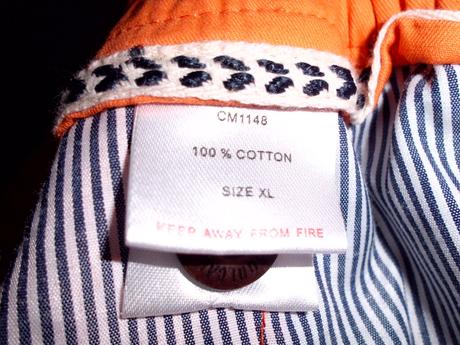 CM1148
100 % COTTON
SIZE XL
KEEP AWAY FROM FIRE